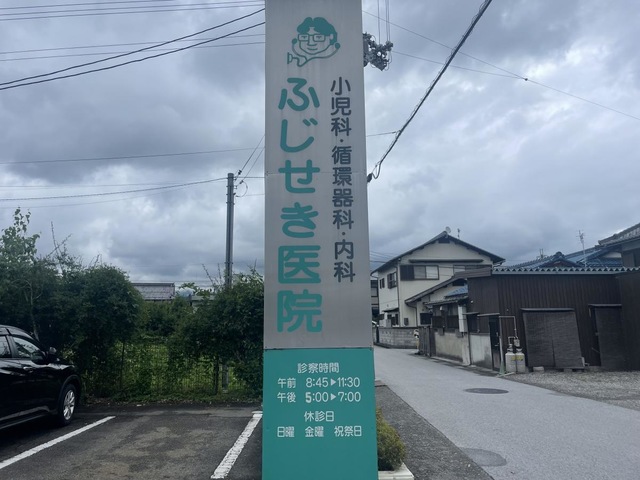 小児科・循環器科・内科
ふじせき医院
診察時間
午前 8:45▶11:30
午後 5:00▶7:00
休診日
日曜 金曜 祝祭日